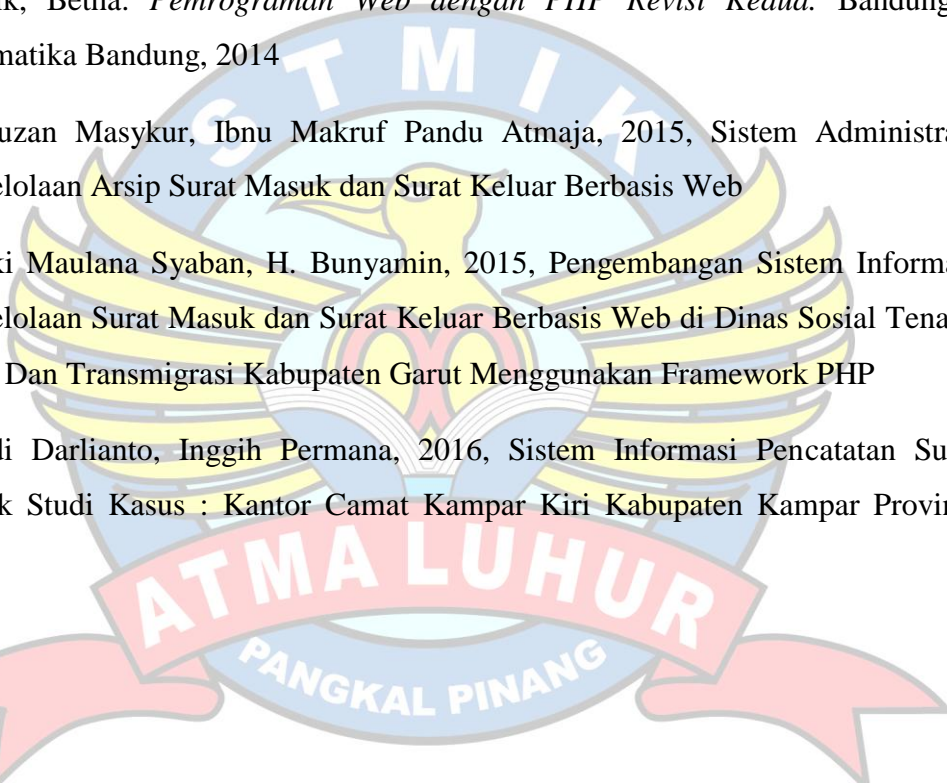 k, Betha. Pemrograman Web dengan PHP Revisi Kedua. Bandung
matika Bandung, 2014
uzan Masykur, Ibnu Makruf Pandu Atmaja, 2015, Sistem Administra
elolaan Arsip Surat Masuk dan Surat Keluar Berbasis Web
ki Maulana Syaban, H. Bunyamin, 2015, Pengembangan Sistem Informa
elolaan Surat Masuk dan Surat Keluar Berbasis Web di Dinas Sosial Tena
Dan Transmigrasi Kabupaten Garut Menggunakan Framework PHP
di Darlianto, Inggih Permana, 2016, Sistem Informasi Pencatatan Su
k Studi Kasus : Kantor Camat Kampar Kiri Kabupaten Kampar Provin
STMIK
ATMA LUHUR
PANGKAL PINANG